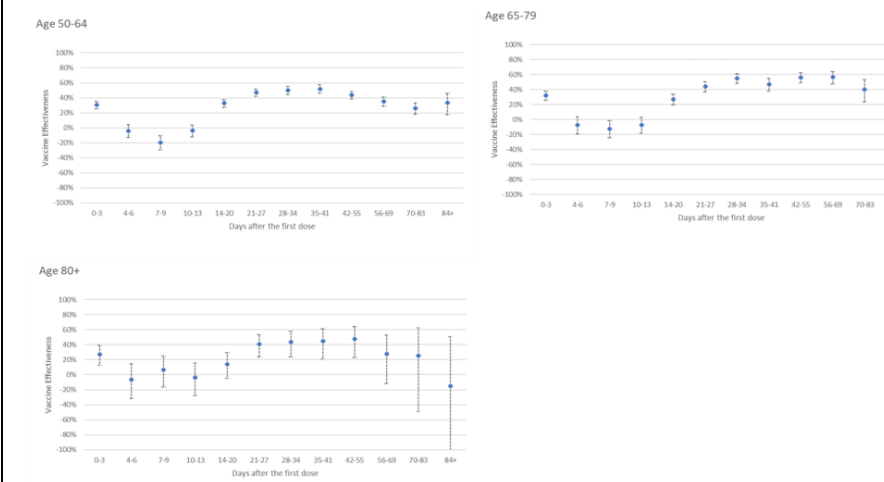 Age 50-64
100%
80%
60%
40%
20%
0%
-20%
-40%
-60%
-80%
-100%
Vaccine Effectiveness
0-3 4-6 7-9 10-13 14-20 21-27 28-34 35-41 42-55 56-69 70-83 84+
Days after the first dose
Age 65-79
100%
80%
60%
40%
20%
0%
-20%
-40%
-60%
-80%
-100%
Vaccine Effectiveness
0-3 4-6 7-9 10-13 14-20 21-27 28-34 35-41 42-55 56-69 70-83
Days after the first dose
Age 80+
100%
80%
60%
40%
20%
0%
-20%
-40%
-60%
-80%
-100%
Vaccine Effectiveness
0-3 4-6 7-9 10-13 14-20 21-27 28-34 35-41 42-55 56-69 70-83 84+
Days after the first dose